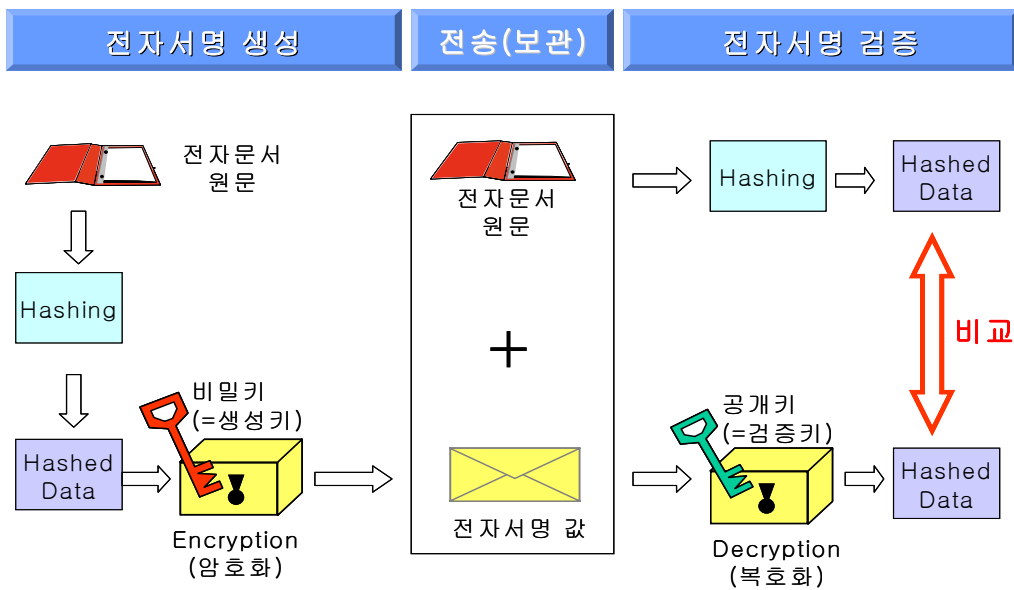 전자서명 생성
전송(보관)
전자서명 검증
전자문서
원문
Hashing
Hashed
Data
비밀키
(=생성키)
Encryption
(암호화)
전자문서
원문
+
전자서명 값
Hashing
Hashed
Data
비교
공개키
(=검증키)
Decryption
(복호화)
Hashed
Data